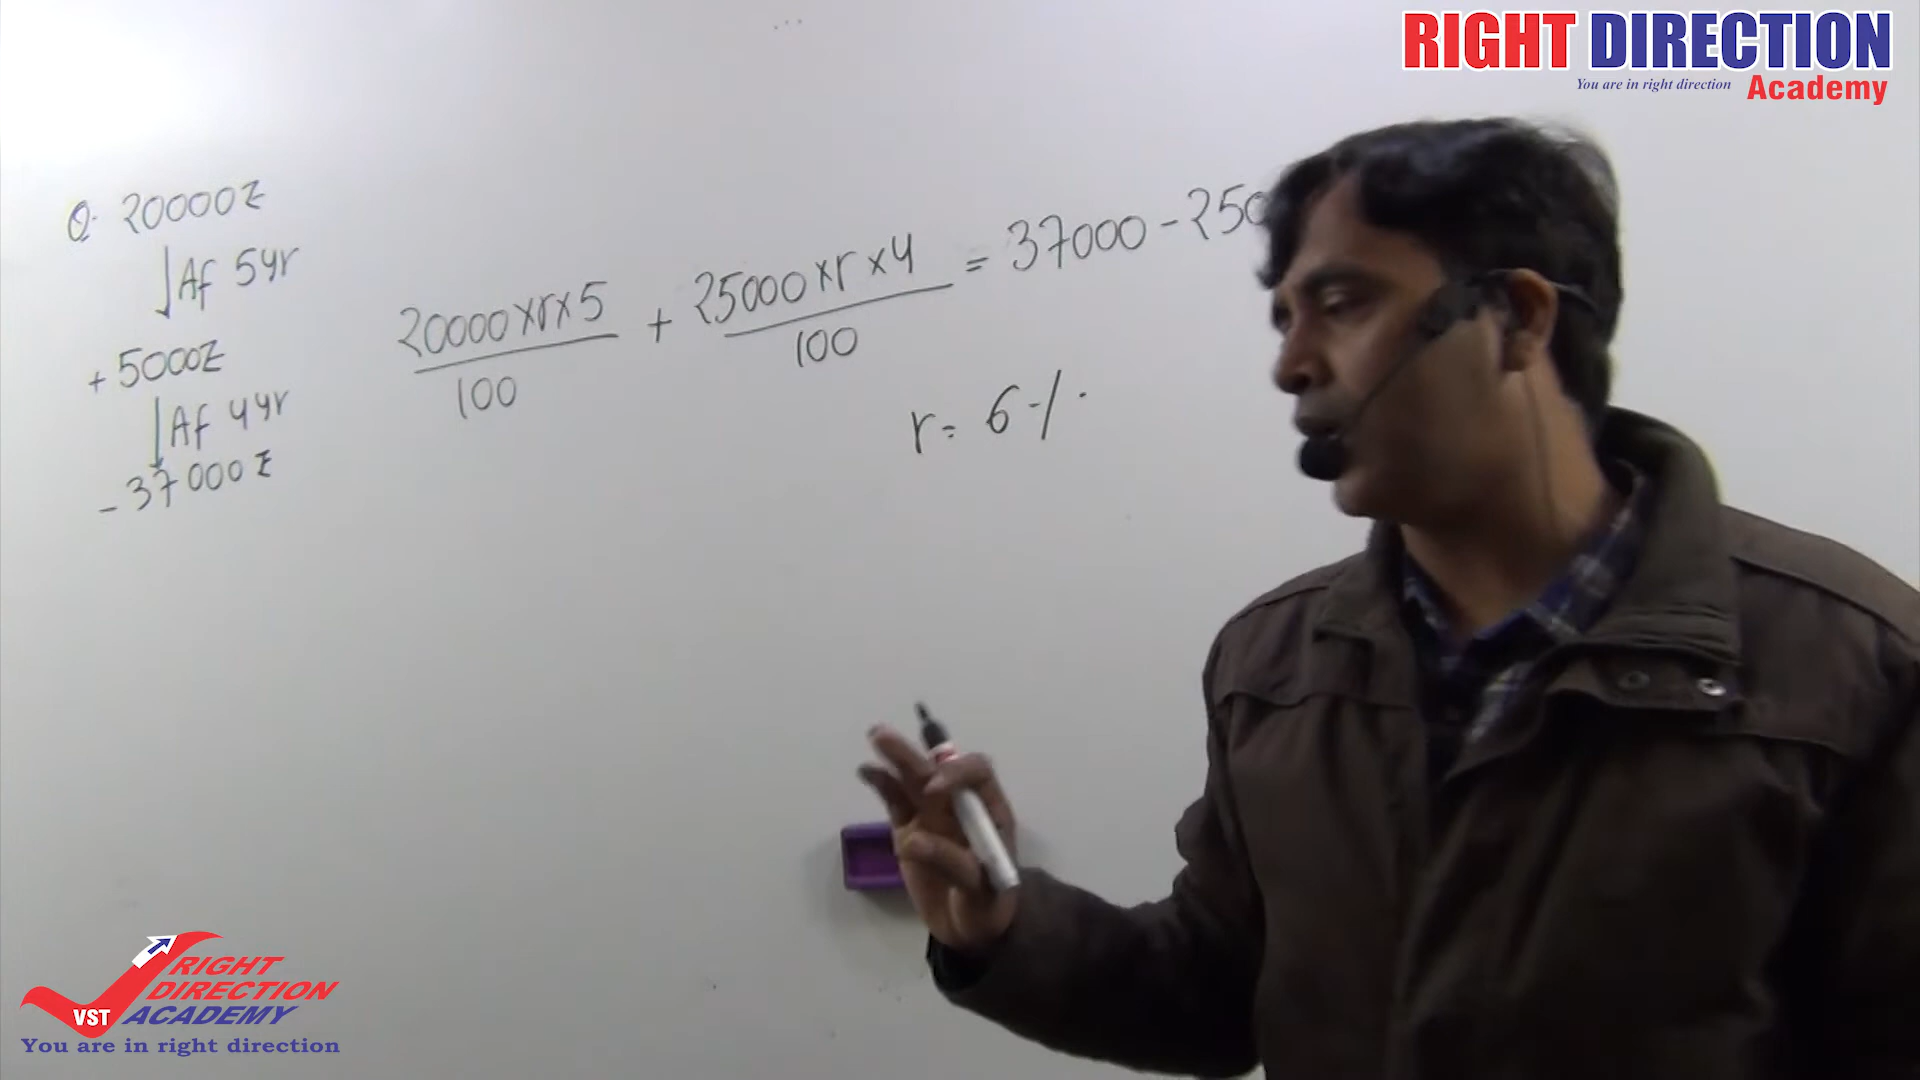 RIGHT DIRECTION
You are in right direction Academy
Q. 20000₹
Af 5yr
+ 5000₹
Af 4yr
- 37000₹
20000×r×5 / 100 + 25000×r×4 / 100 = 37000 - 250
r = 6%
RIGHT
DIRECTION
VST ACADEMY
You are in right direction